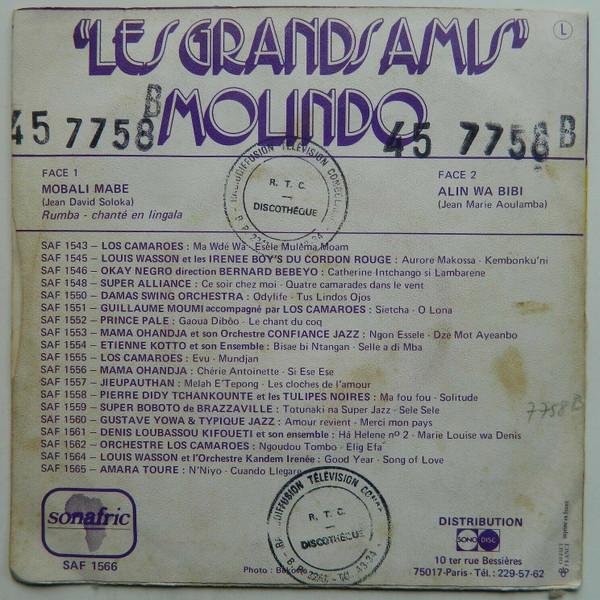 "LES GRANDS AMIS"
L
MOLINDO
45 7758 B
45 7758 B
FACE 1
MOBALI MABE
(Jean David Soloka)
Rumba - chanté en lingala
FACE 2
ALIN WA BIBI
(Jean Marie Aoulamba)
RADIODIFFUSION TÉLÉVISION
R. T. C.
DISCOTHÉQUE
SAF 1543 – LOS CAMAROES : Ma Wdé Wa - Esèle Mulèma Moam
SAF 1545 – LOUIS WASSON et les IRENEE BOY'S DU CORDON ROUGE : Aurore Makossa - Kembonku'ni
SAF 1546 – OKAY NEGRO direction BERNARD BEBEYO : Catherine Intchango si Lambarene
SAF 1548 – SUPER ALLIANCE : Ce soir chez moi - Quatre camarades dans le vent
SAF 1550 – DAMAS SWING ORCHESTRA : Odylife - Tus Lindos Ojos
SAF 1551 – GUILLAUME MOUMI accompagné par LOS CAMAROES : Sietcha - O Lona
SAF 1552 – PRINCE PALE : Gaoua Dibôo - Le chant du coq
SAF 1553 – MAMA OHANDJA et son Orchestre CONFIANCE JAZZ : Ngon Essele - Dze Mot Ayeanbo
SAF 1554 – ETIENNE KOTTO et son Ensemble : Bisae bi Ntangan - Selle a di Mba
SAF 1555 – LOS CAMAROES : Evu - Mundjan
SAF 1556 – MAMA OHANDJA : Chérie Antoinette - Si Ese Ese
SAF 1557 – JIEUPAUTHAN : Melah E'Tepong - Les cloches de l'amour
SAF 1558 – PIERRE DIDY TCHANKOUNTE et les TULIPES NOIRES : Ma fou fou - Solitude
SAF 1559 – SUPER BOBOTO de BRAZZAVILLE : Totunaki na Super Jazz - Sele Sele
SAF 1560 – GUSTAVE YOWA & TYPIQUE JAZZ : Amour revient - Merci mon pays
SAF 1561 – DENIS LOUBASSOU KIFOUETI et son ensemble : Há Helene nº 2 - Marie Louise wa Denis
SAF 1562 – ORCHESTRE LOS CAMAROES : Ngoudou Tombo - Elig Efa'
SAF 1564 – LOUIS WASSON et l'Orchestre Kandem Irenée : Good Year - Song of Love
SAF 1565 – AMARA TOURE : N'Niyo - Cuando Llegare
7758 B
RADIODIFFUSION TÉLÉVISION
R. T. C.
DISCOTHÉQUE
sonafric
SAF 1566
DISTRIBUTION
SONO DISC
10 ter rue Bessières
75017-Paris - Tél. : 229-57-62